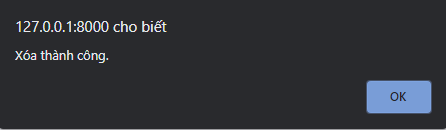 127.0.0.1:8000 cho biết
Xóa thành công.
OK